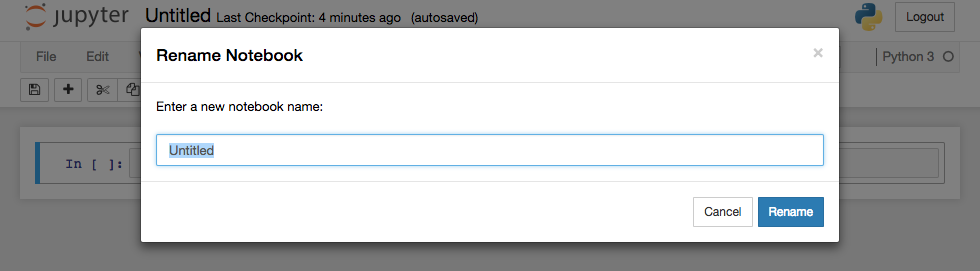 jupyter Untitled Last Checkpoint: 4 minutes ago (autosaved) Logout
Rename Notebook ×
File Edit Python 3
Enter a new notebook name:
Untitled
In [ ]:
Cancel Rename